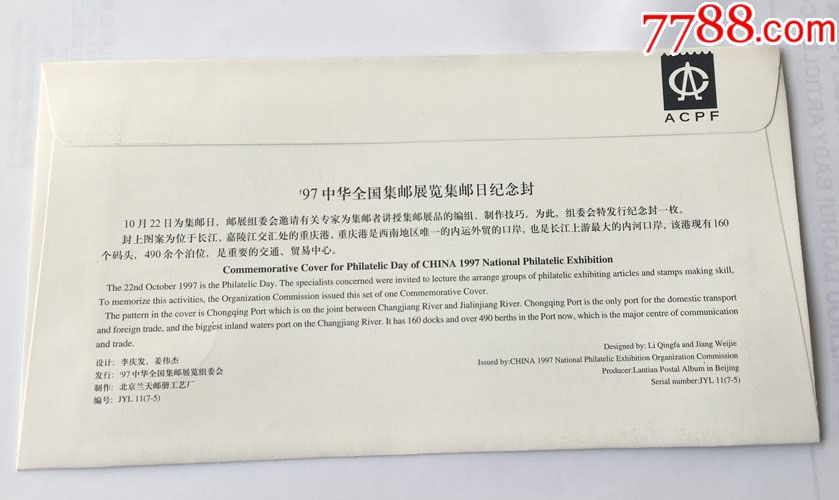 7788.com
ACPF
'97中华全国集邮展览集邮日纪念封
10月22日为集邮日，邮展组委会邀请有关专家为集邮者讲授集邮展品的编组、制作技巧。为此，组委会特发行纪念封一枚。
封上图案为位于长江、嘉陵江交汇处的重庆港。重庆港是西南地区唯一的内运外贸的口岸，也是长江上游最大的内河口岸，该港现有160
个码头，490余个泊位，是重要的交通、贸易中心。
Commemorative Cover for Philatelic Day of CHINA 1997 National Philatelic Exhibition
The 22nd October 1997 is the Philatelic Day. The specialists concerned were invited to lecture the arrange groups of philatelic exhibiting articles and stamps making skill,
To memorize this activities, the Organization Commission issued this set of one Commemorative Cover.
The pattern in the cover is Chongqing Port which is on the joint between Changjiang River and Jialinjiang River. Chongqing Port is the only port for the domestic transport
and foreign trade, and the biggest inland waters port on the Changjiang River. It has 160 docks and over 490 berths in the Port now, which is the major centre of communication
and trade.
设计：李庆发、姜伟杰
发行：'97中华全国集邮展览组委会
制作：北京兰天邮册工艺厂
编号：JYL 11(7-5)
Designed by: Li Qingfa and Jiang Weijie
Issued by:CHINA 1997 National Philatelic Exhibition Organization Commission
Producer:Lantian Postal Album in Beijing
Serial number:JYL 11(7-5)